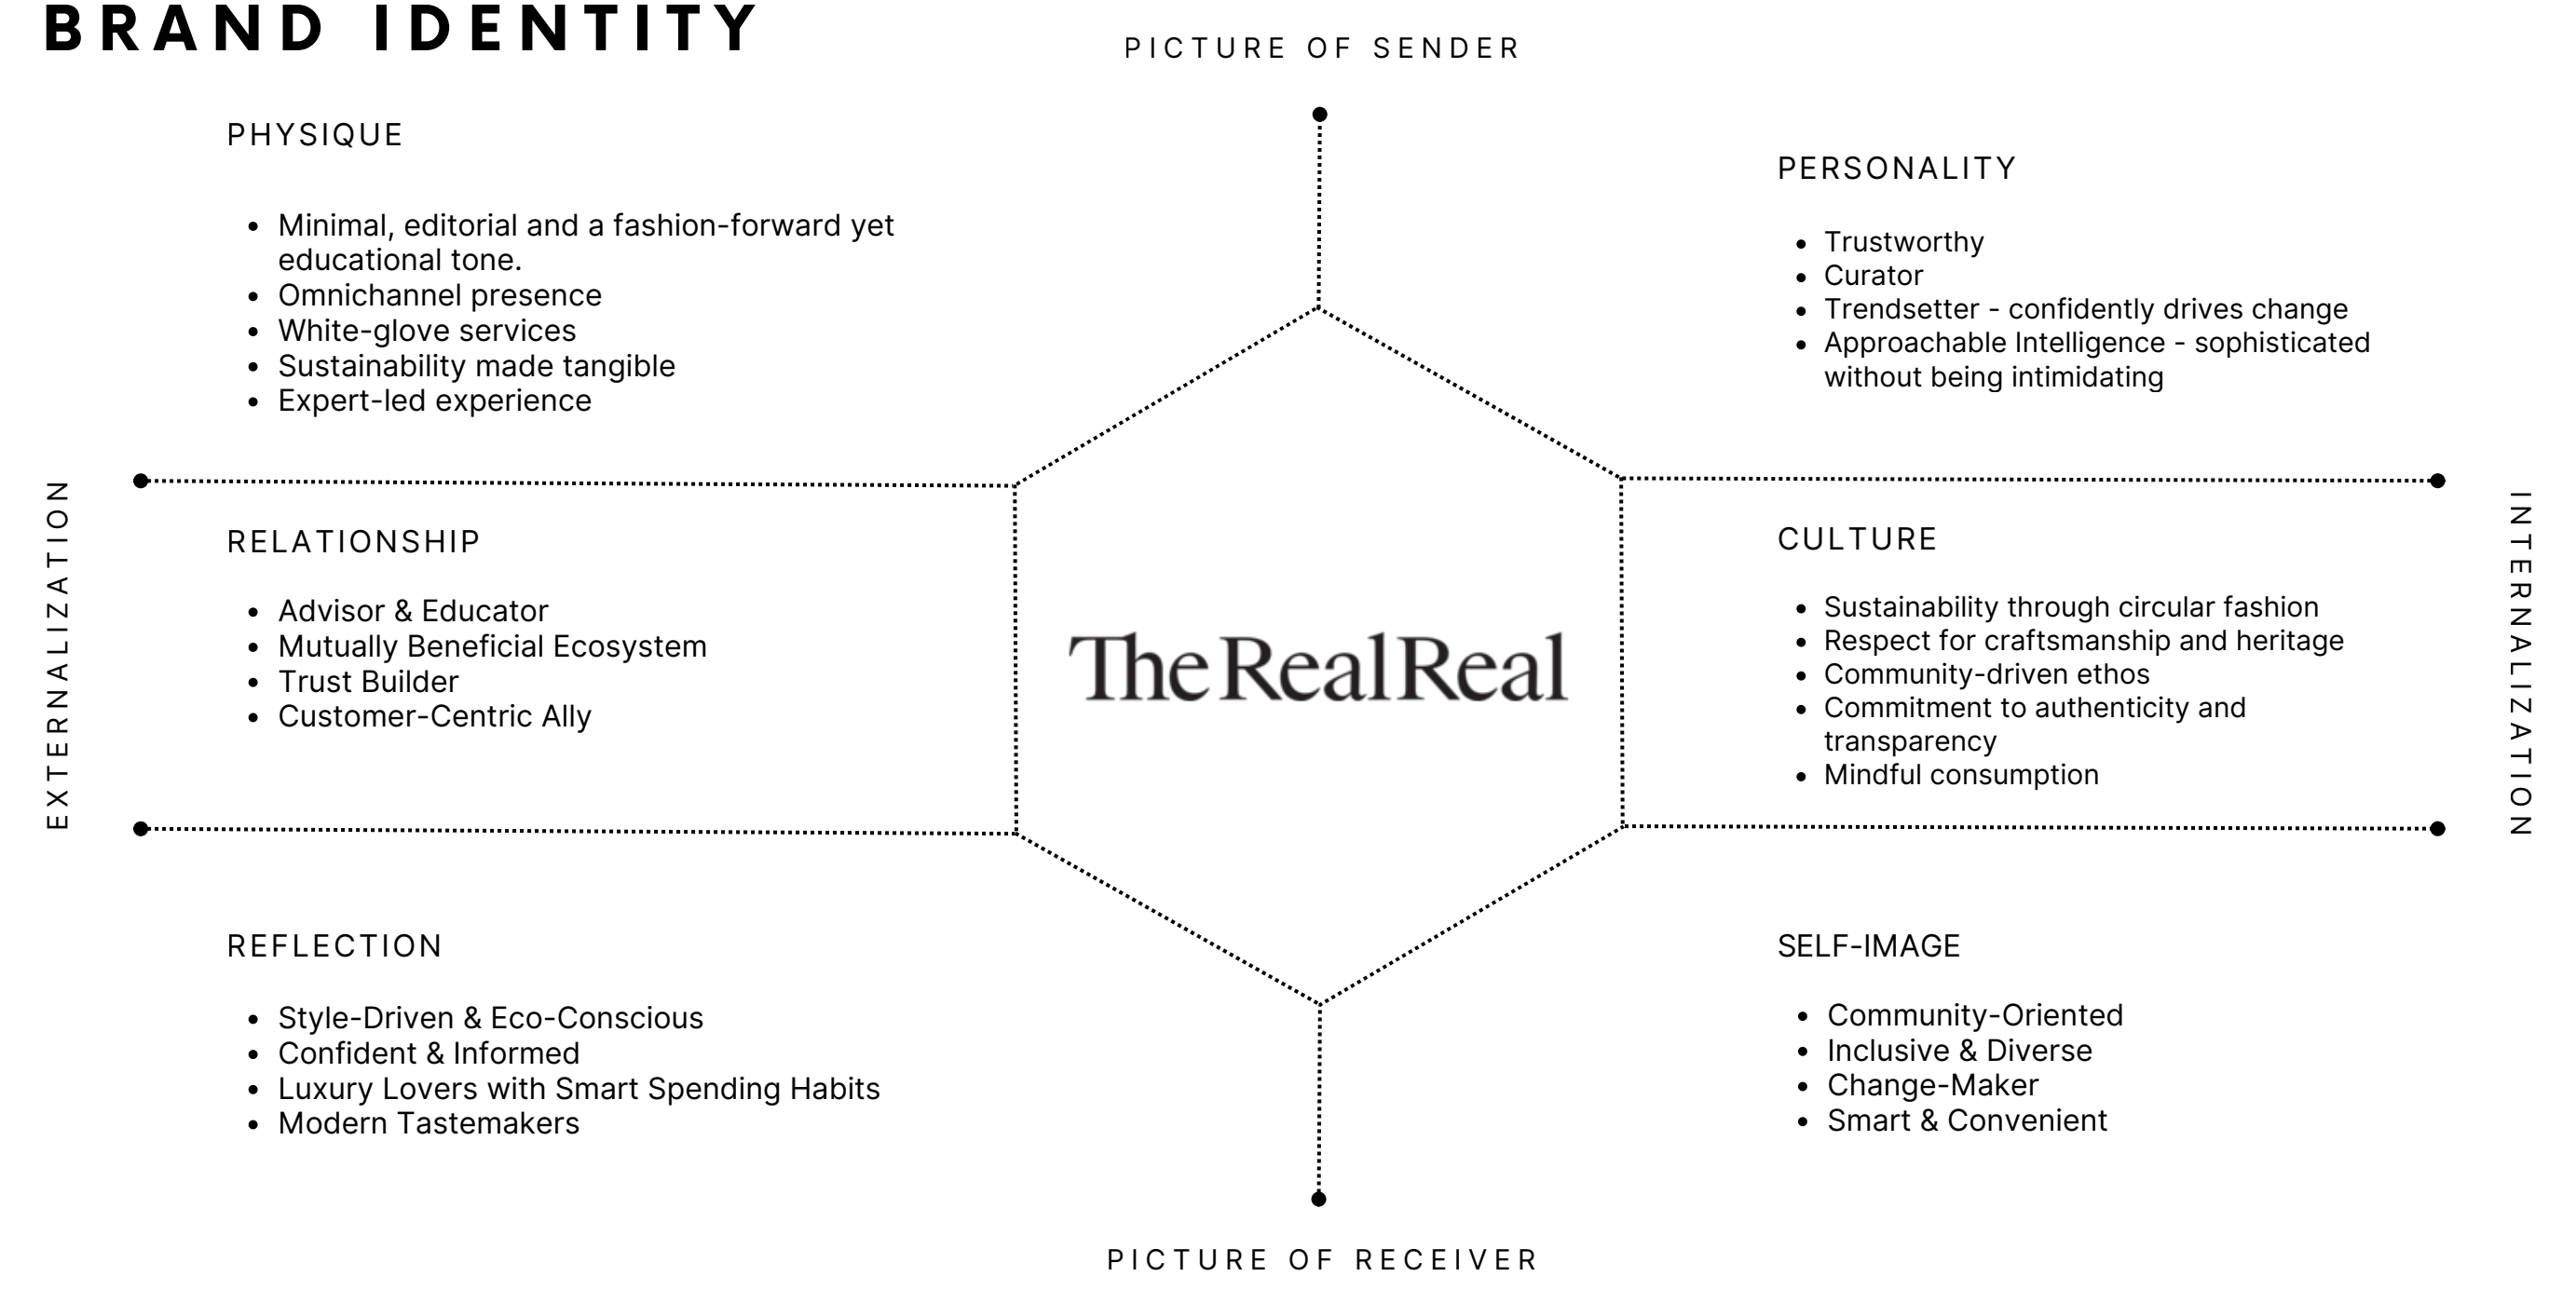 BRAND IDENTITY
PICTURE OF SENDER
PHYSIQUE
• Minimal, editorial and a fashion-forward yet
educational tone.
• Omnichannel presence
• White-glove services
• Sustainability made tangible
• Expert-led experience
PERSONALITY
• Trustworthy
• Curator
• Trendsetter - confidently drives change
• Approachable Intelligence - sophisticated
without being intimidating
EXTERNALIZATION
RELATIONSHIP
• Advisor & Educator
• Mutually Beneficial Ecosystem
• Trust Builder
• Customer-Centric Ally
The RealReal
CULTURE
• Sustainability through circular fashion
• Respect for craftsmanship and heritage
• Community-driven ethos
• Commitment to authenticity and
transparency
• Mindful consumption
INTERNALIZATION
REFLECTION
• Style-Driven & Eco-Conscious
• Confident & Informed
• Luxury Lovers with Smart Spending Habits
• Modern Tastemakers
SELF-IMAGE
• Community-Oriented
• Inclusive & Diverse
• Change-Maker
• Smart & Convenient
PICTURE OF RECEIVER